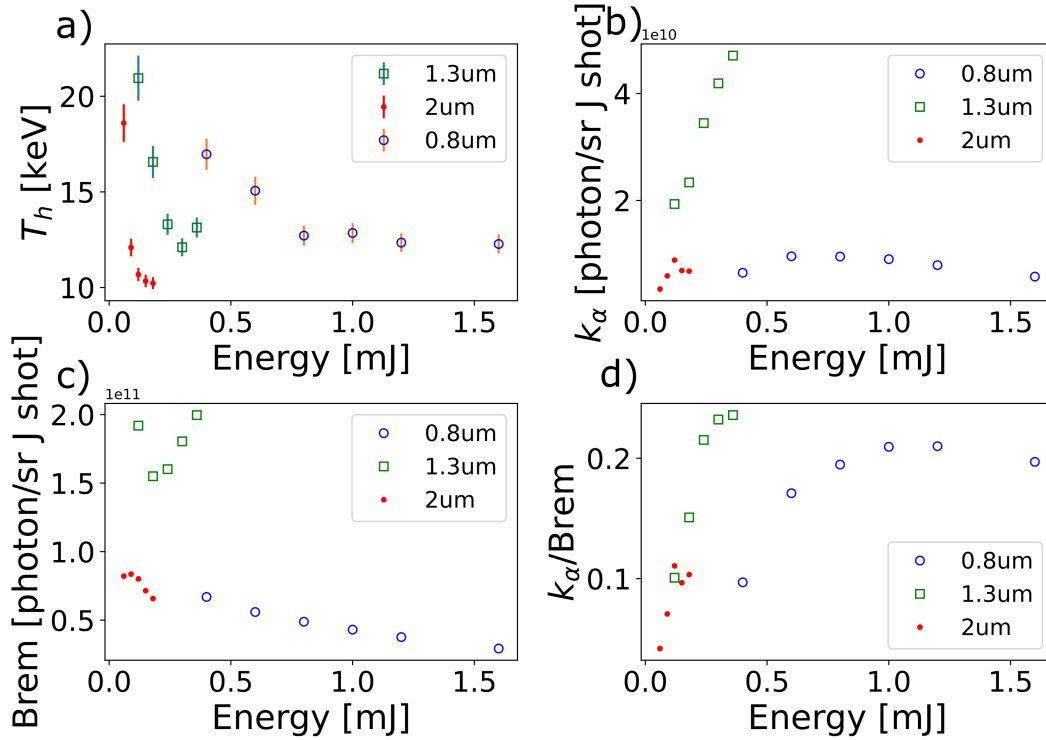 a)
T_h [keV]
20
15
10
1.3um
2um
0.8um
0.0 0.5 1.0 1.5
Energy [mJ]
b)
1e10
k_α [photon/sr J shot]
4
2
0.8um
1.3um
2um
0.0 0.5 1.0 1.5
Energy [mJ]
c)
1e11
Brem [photon/sr J shot]
2.0
1.5
1.0
0.5
0.8um
1.3um
2um
0.0 0.5 1.0 1.5
Energy [mJ]
d)
k_α/Brem
0.2
0.1
0.8um
1.3um
2um
0.0 0.5 1.0 1.5
Energy [mJ]